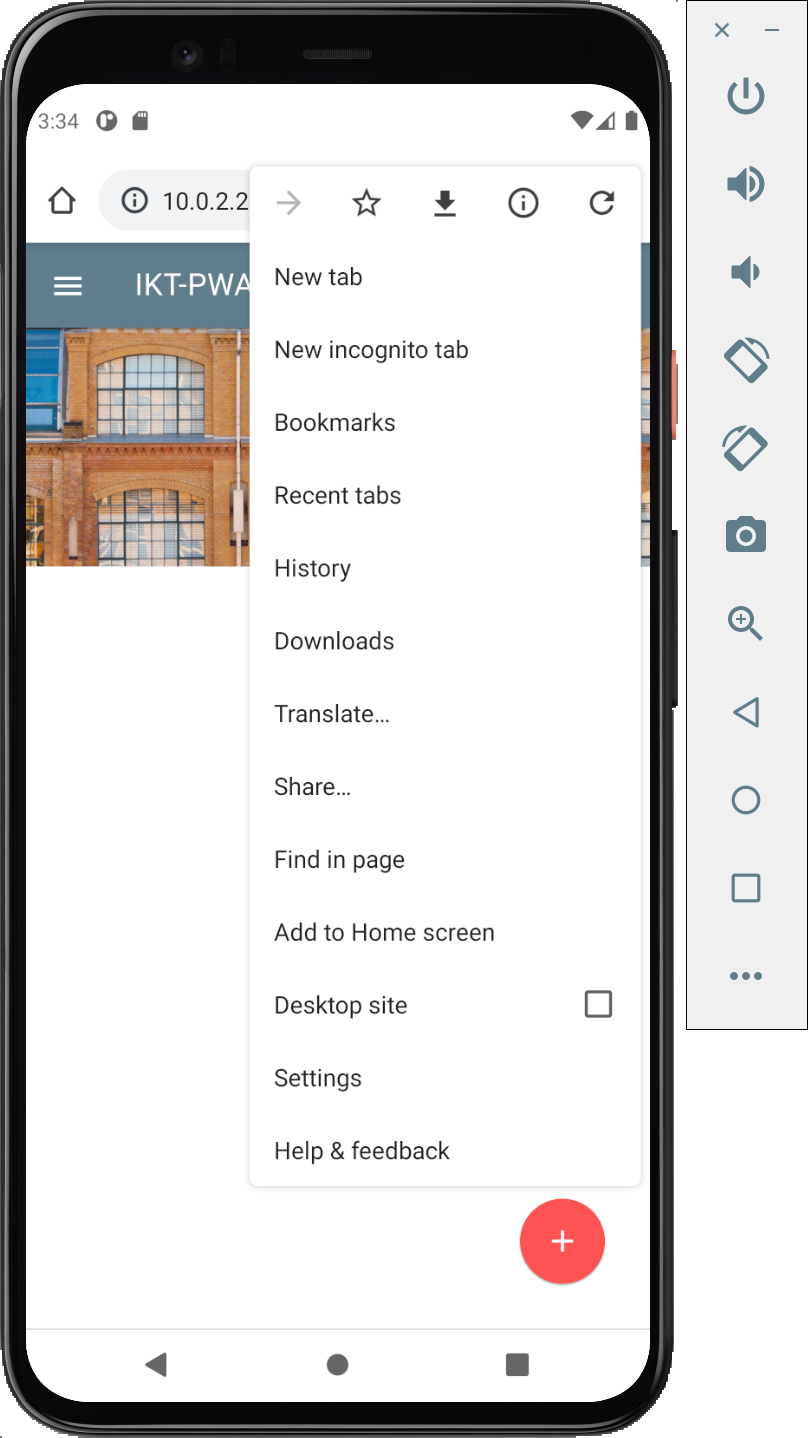 3:34
10.0.2.2
IKT-PWA
New tab
New incognito tab
Bookmarks
Recent tabs
History
Downloads
Translate...
Share...
Find in page
Add to Home screen
Desktop site
Settings
Help & feedback